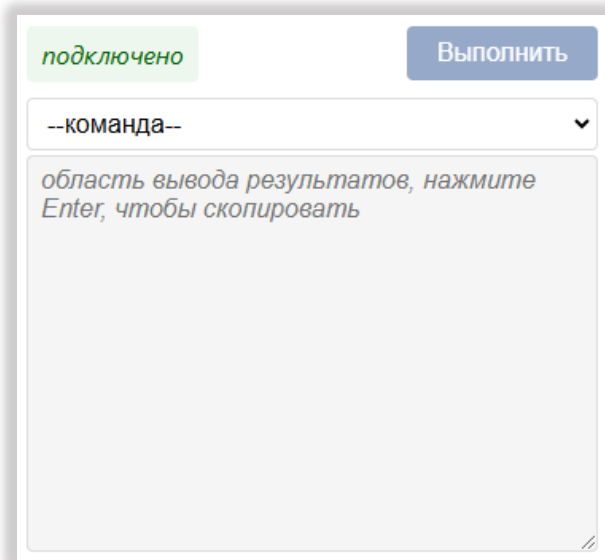 подключено
Выполнить
--команда--
область вывода результатов, нажмите
Enter, чтобы скопировать